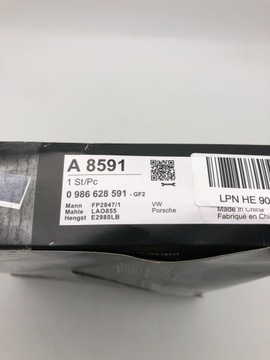 A 8591
1 St/Pc
0 986 628 591 - GF2
Mann FP2847/1 VW
Mahle LAO855 Porsche
Hengst E2980LB
LPN HE 90
Made in China
Fabriqué en Chi